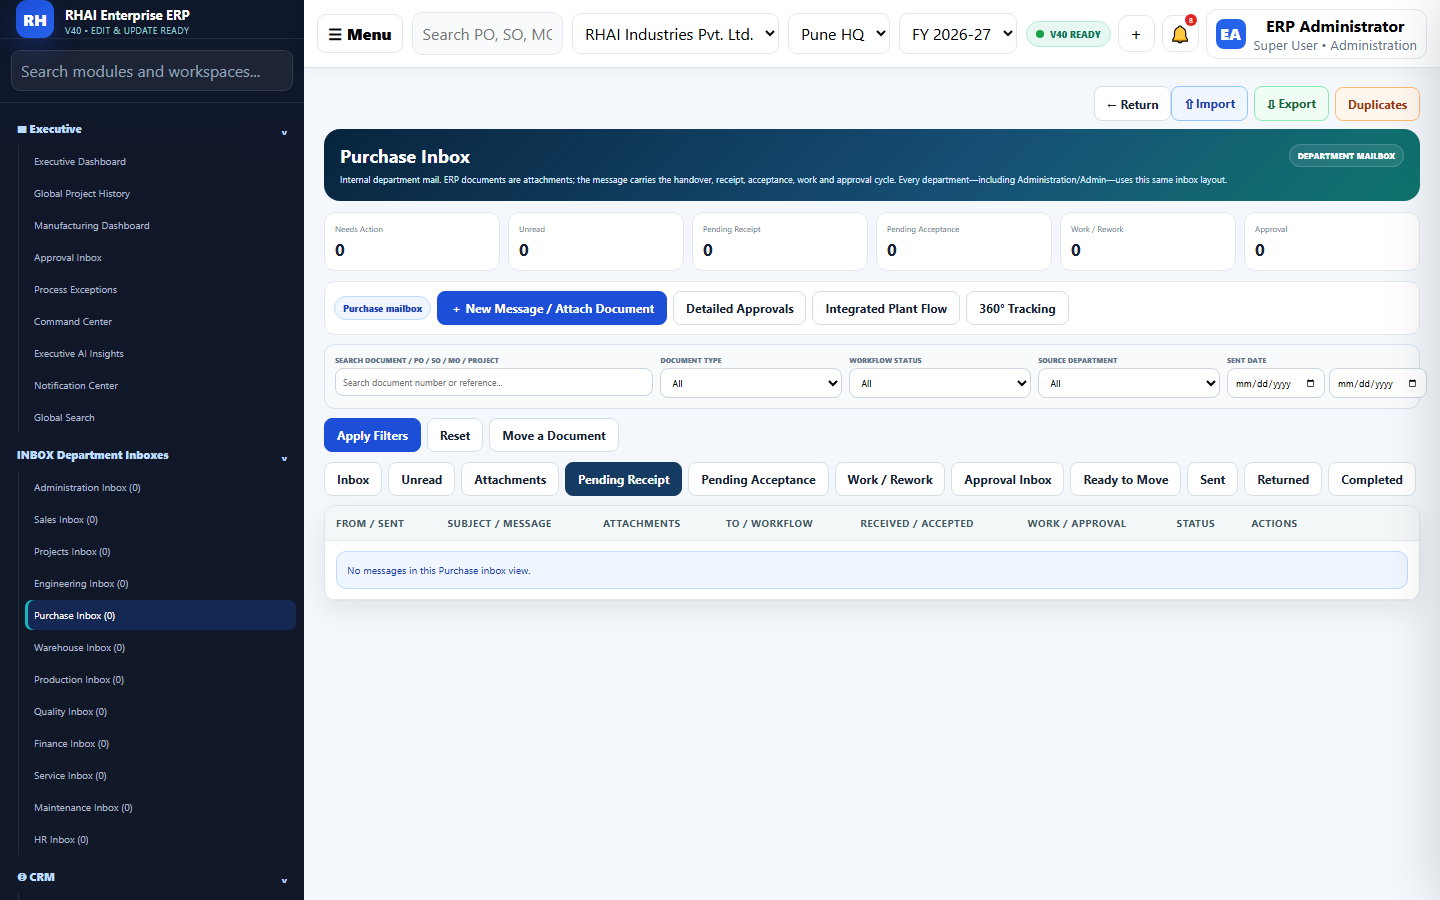 RH
RHAI Enterprise ERP
V40 • EDIT & UPDATE READY
Search modules and workspaces...
Executive
Executive Dashboard
Global Project History
Manufacturing Dashboard
Approval Inbox
Process Exceptions
Command Center
Executive AI Insights
Notification Center
Global Search
INBOX Department Inboxes
Administration Inbox (0)
Sales Inbox (0)
Projects Inbox (0)
Engineering Inbox (0)
Purchase Inbox (0)
Warehouse Inbox (0)
Production Inbox (0)
Quality Inbox (0)
Finance Inbox (0)
Service Inbox (0)
Maintenance Inbox (0)
HR Inbox (0)
CRM
☰ Menu
Search PO, SO, MC
RHAI Industries Pvt. Ltd.
Pune HQ
FY 2026-27
V40 READY
+
8
EA
ERP Administrator
Super User • Administration
← Return
⇧ Import
⇩ Export
Duplicates
Purchase Inbox
DEPARTMENT MAILBOX
Internal department mail. ERP documents are attachments; the message carries the handover, receipt, acceptance, work and approval cycle. Every department—including Administration/Admin—uses this same inbox layout.
Needs Action
0
Unread
0
Pending Receipt
0
Pending Acceptance
0
Work / Rework
0
Approval
0
Purchase mailbox
+ New Message / Attach Document
Detailed Approvals
Integrated Plant Flow
360° Tracking
SEARCH DOCUMENT / PO / SO / MO / PROJECT
DOCUMENT TYPE
WORKFLOW STATUS
SOURCE DEPARTMENT
SENT DATE
Search document number or reference...
All
All
All
mm/dd/yyyy
mm/dd/yyyy
Apply Filters
Reset
Move a Document
Inbox
Unread
Attachments
Pending Receipt
Pending Acceptance
Work / Rework
Approval Inbox
Ready to Move
Sent
Returned
Completed
FROM / SENT
SUBJECT / MESSAGE
ATTACHMENTS
TO / WORKFLOW
RECEIVED / ACCEPTED
WORK / APPROVAL
STATUS
ACTIONS
No messages in this Purchase inbox view.